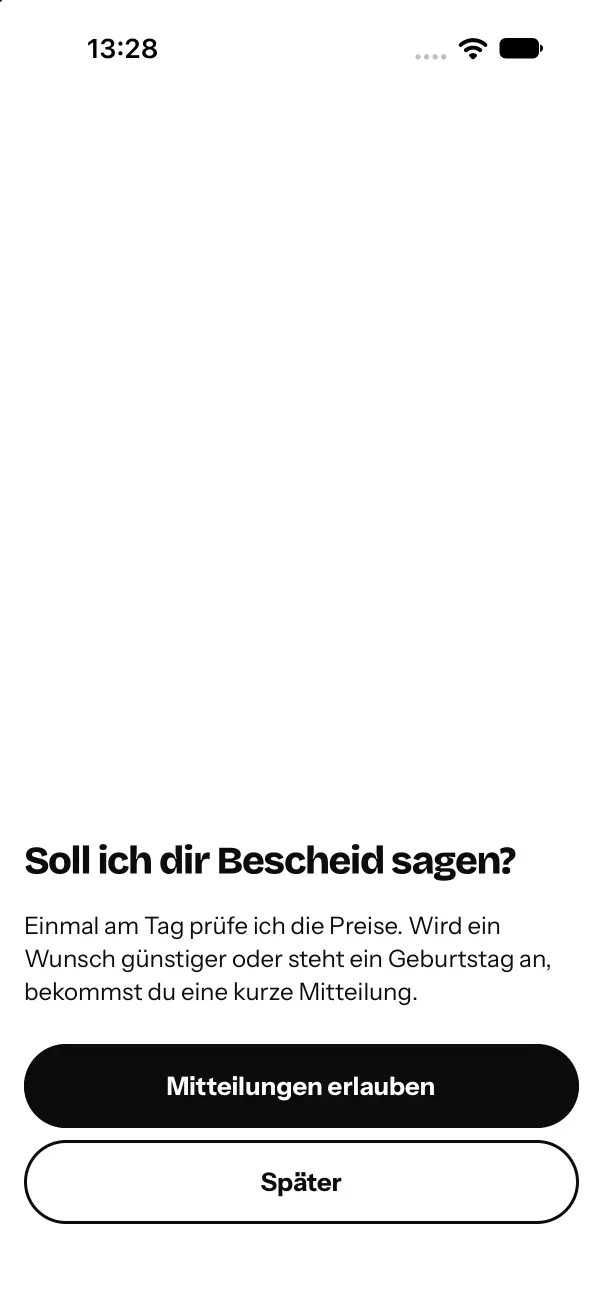 13:28
Soll ich dir Bescheid sagen?
Einmal am Tag prüfe ich die Preise. Wird ein
Wunsch günstiger oder steht ein Geburtstag an,
bekommst du eine kurze Mitteilung.
Mitteilungen erlauben
Später